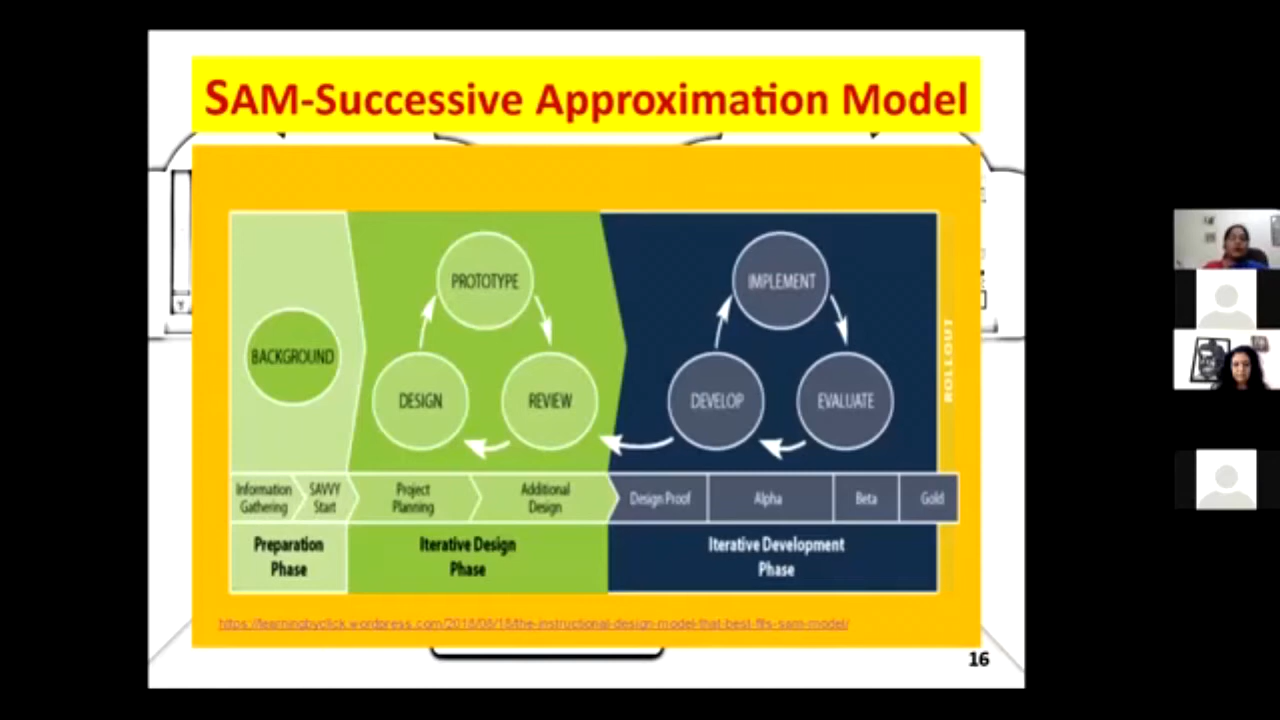 SAM-Successive Approximation Model
PROTOTYPE
IMPLEMENT
BACKGROUND
DESIGN
REVIEW
DEVELOP
EVALUATE
ROLLOUT
Information
Gathering
SAVVY
Start
Project
Planning
Additional
Design
Design Proof
Alpha
Beta
Gold
Preparation
Phase
Iterative Design
Phase
Iterative Development
Phase
https://learningbyclick.wordpress.com/2018/08/18/the-instructional-design-model-that-best-fits-sam-model/
16